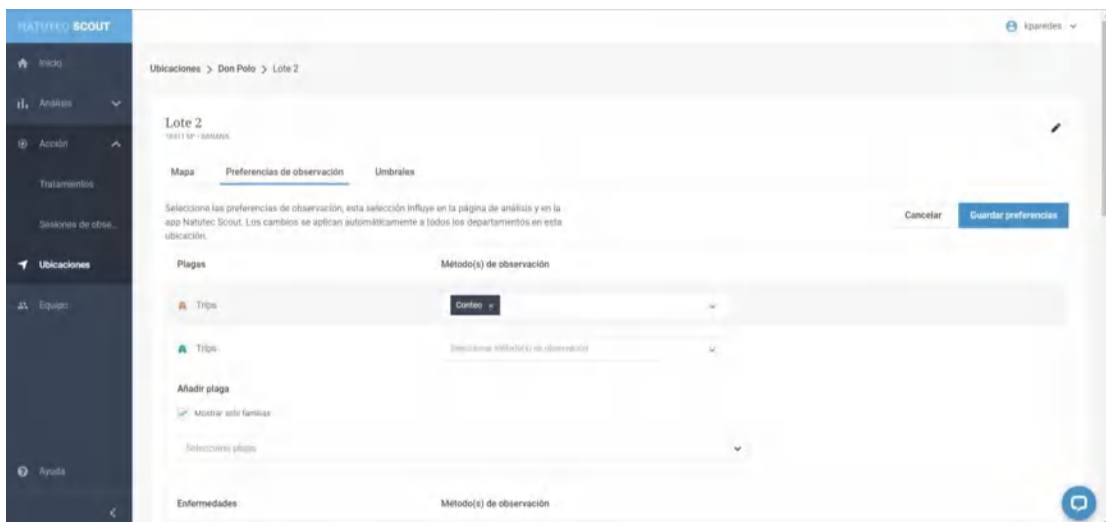 NATUTEC SCOUT
kparedes
Inicio
Análisis
Acción
Tratamientos
Sesiones de obse...
Ubicaciones
Equipo
Ayuda
Ubicaciones > Don Polo > Lote 2
Lote 2
Mapa Preferencias de observación Umbrales
Seleccione las preferencias de observación, esta selección influye en la página de análisis y en la
app Natutec Scout. Los cambios se aplican automáticamente a todos los departamentos en esta
ubicación.
Cancelar Guardar preferencias
Plagas Método(s) de observación
Trips Conteo ×
Trips Seleccionar método(s) de observación
Añadir plaga
Mostrar solo familias
Seleccione plagas
Enfermedades Método(s) de observación